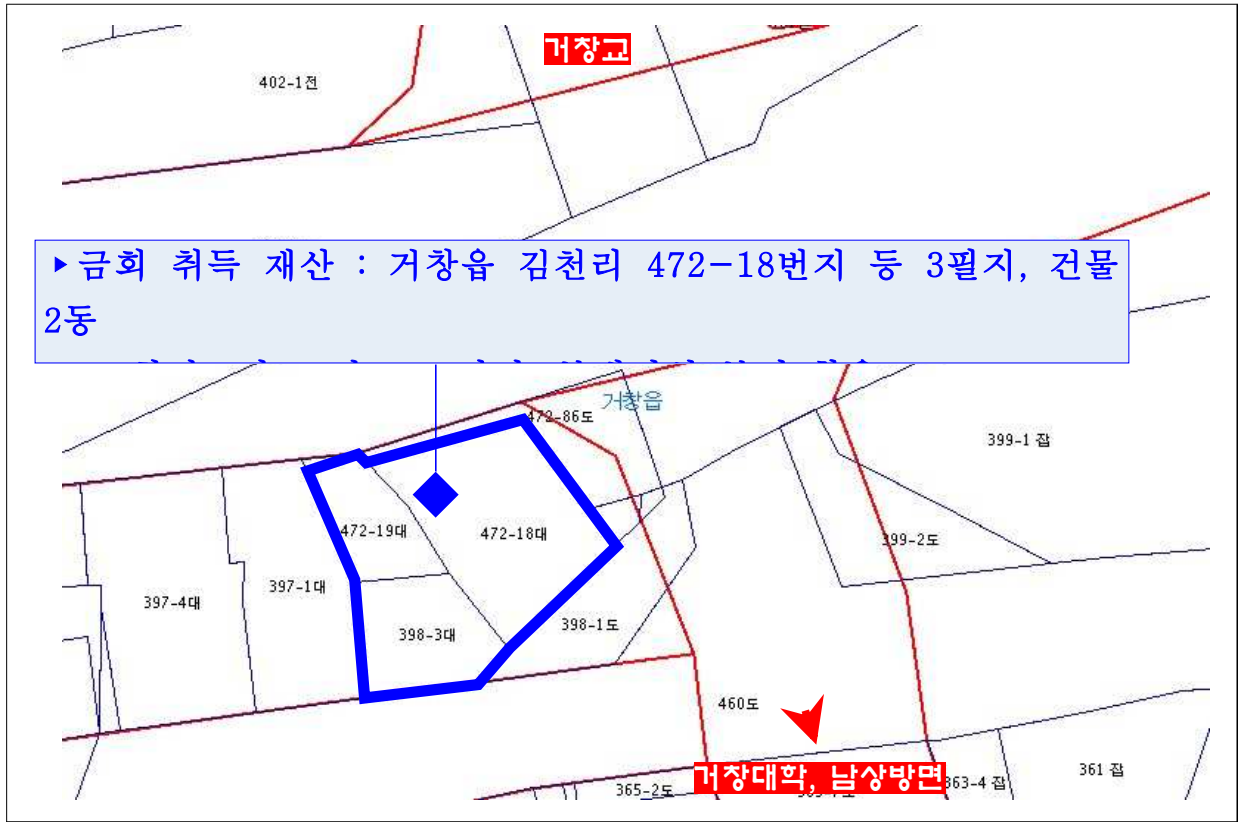 거창교
402-1전
▶금회 취득 재산 : 거창읍 김천리 472-18번지 등 3필지, 건물
2동
거창읍
472-86도
399-1 잡
472-19대
472-18대
399-2도
397-4대
397-1대
398-3대
398-1도
460도
거창대학, 남상방면
365-2도
363-4 잡
361 잡